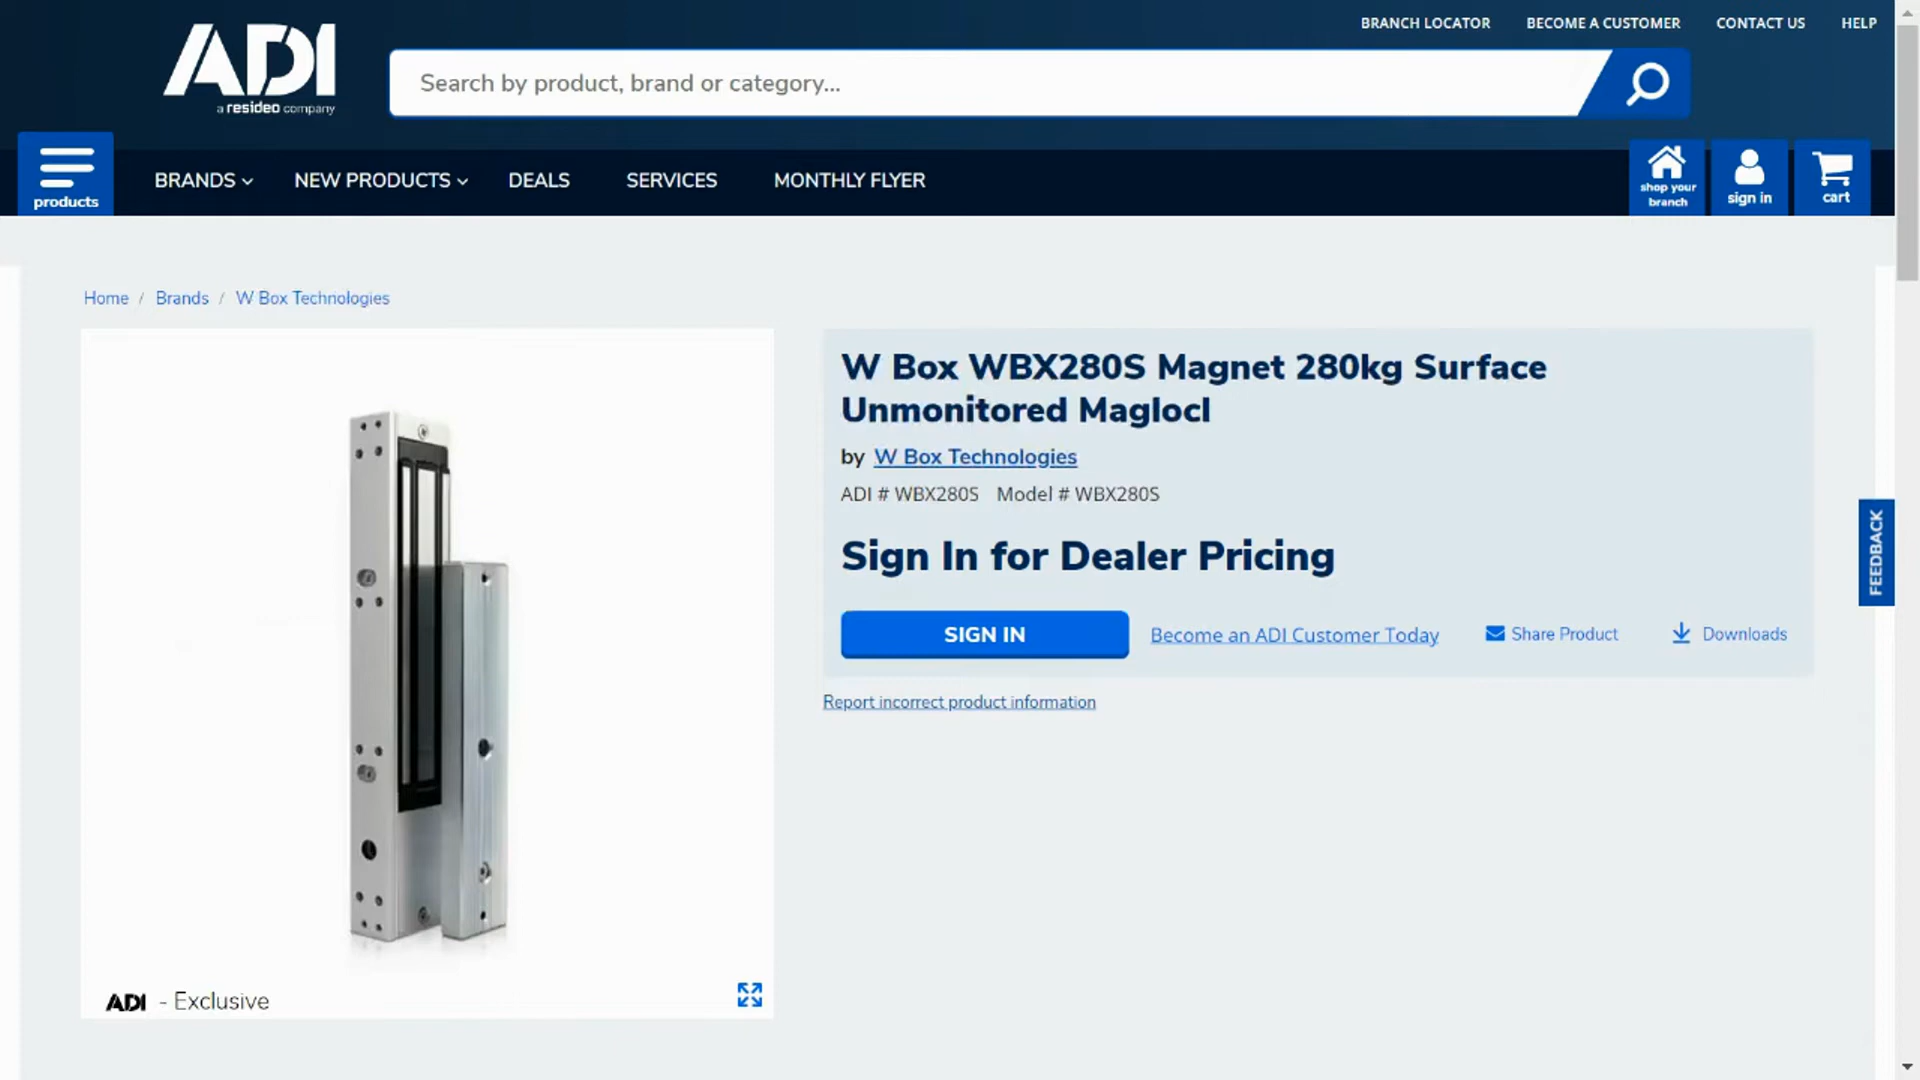 BRANCH LOCATOR BECOME A CUSTOMER CONTACT US HELP
ADI
a resideo company
Search by product, brand or category...
products
BRANDS NEW PRODUCTS DEALS SERVICES MONTHLY FLYER
shop your
branch
sign in
cart
Home / Brands / W Box Technologies
W Box WBX280S Magnet 280kg Surface
Unmonitored Maglocl
by W Box Technologies
ADI # WBX280S Model # WBX280S
Sign In for Dealer Pricing
SIGN IN
Become an ADI Customer Today
Share Product
Downloads
Report incorrect product information
FEEDBACK
ADI - Exclusive